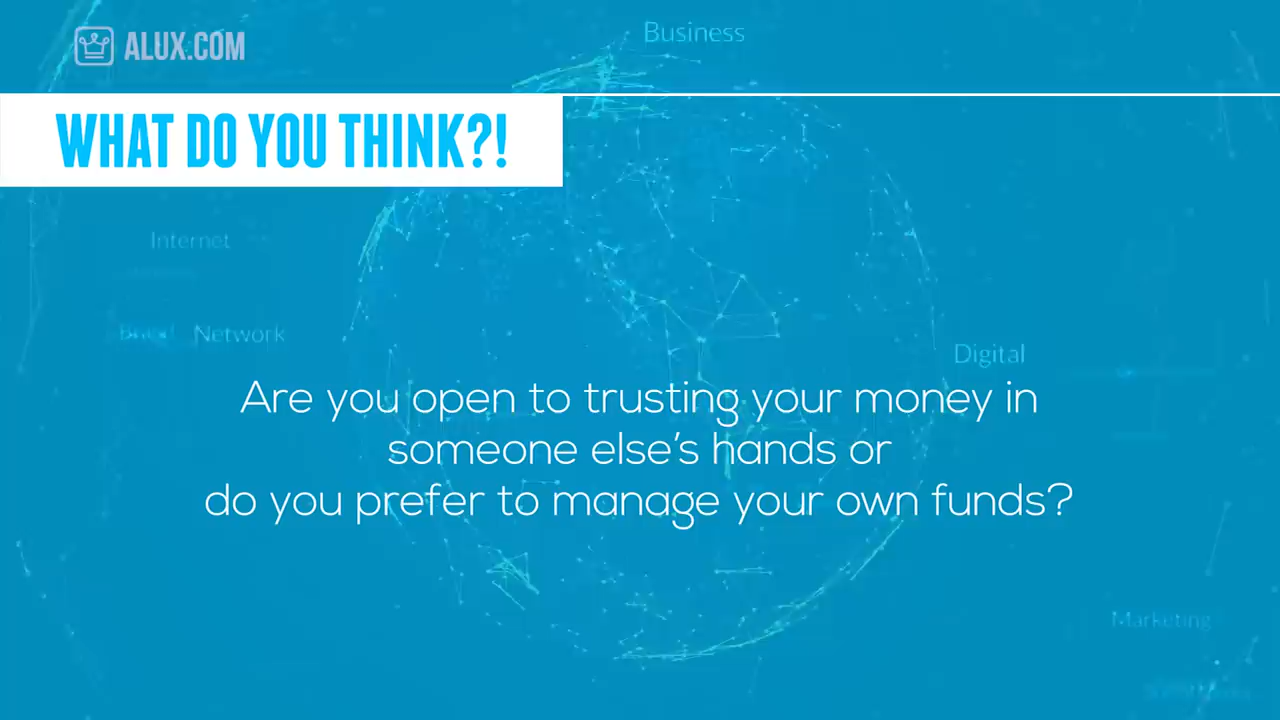 ALUX.COM
Business
WHAT DO YOU THINK?!
Internet
Network
Digital
Are you open to trusting your money in
someone else's hands or
do you prefer to manage your own funds?
Marketing